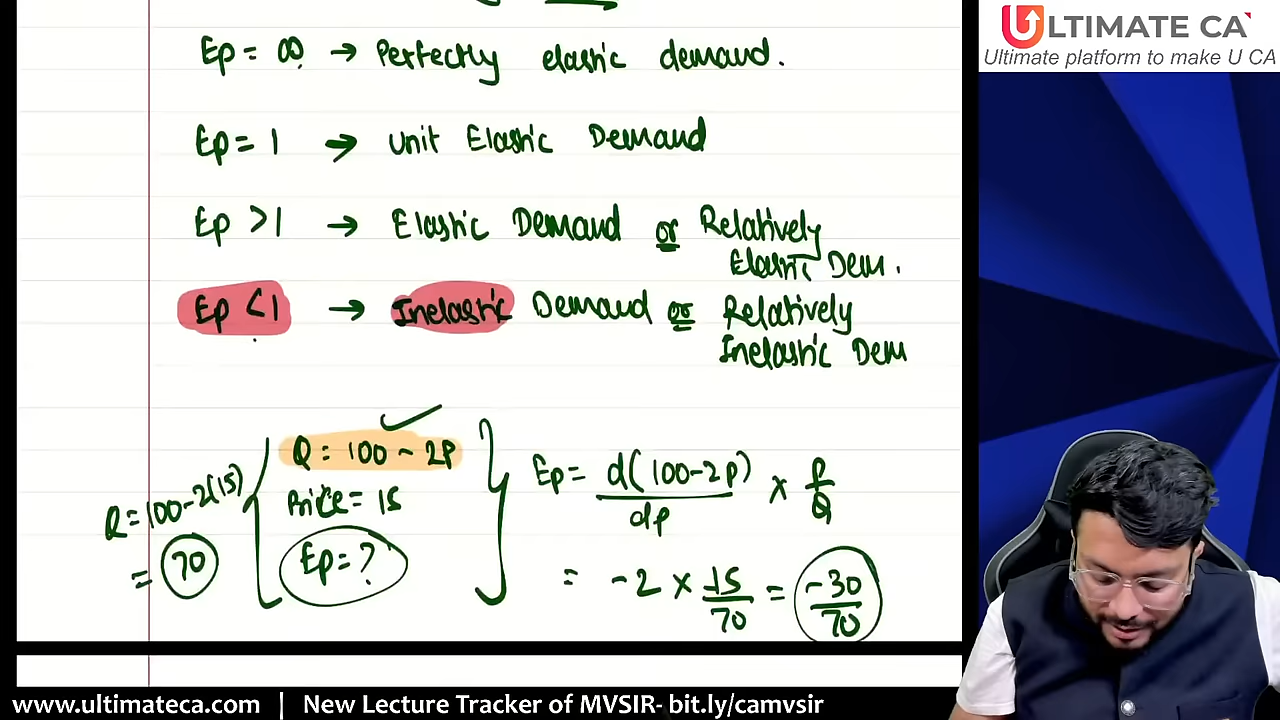 ULTIMATE CA
Ultimate platform to make U CA
Ep = ∞ → Perfectly elastic demand.
Ep = 1 → Unit Elastic Demand
Ep > 1 → Elastic Demand or Relatively
Elastic Dem.
Ep < 1 → Inelastic Demand or Relatively
Inelastic Dem
Q = 100 - 2P
Price = 15
Ep = ?
Q = 100-2(15)
= 70
Ep = d(100-2P)/dp × P/Q
= -2 × 15/70 = -30/70
www.ultimateca.com | New Lecture Tracker of MVSIR- bit.ly/camvsir